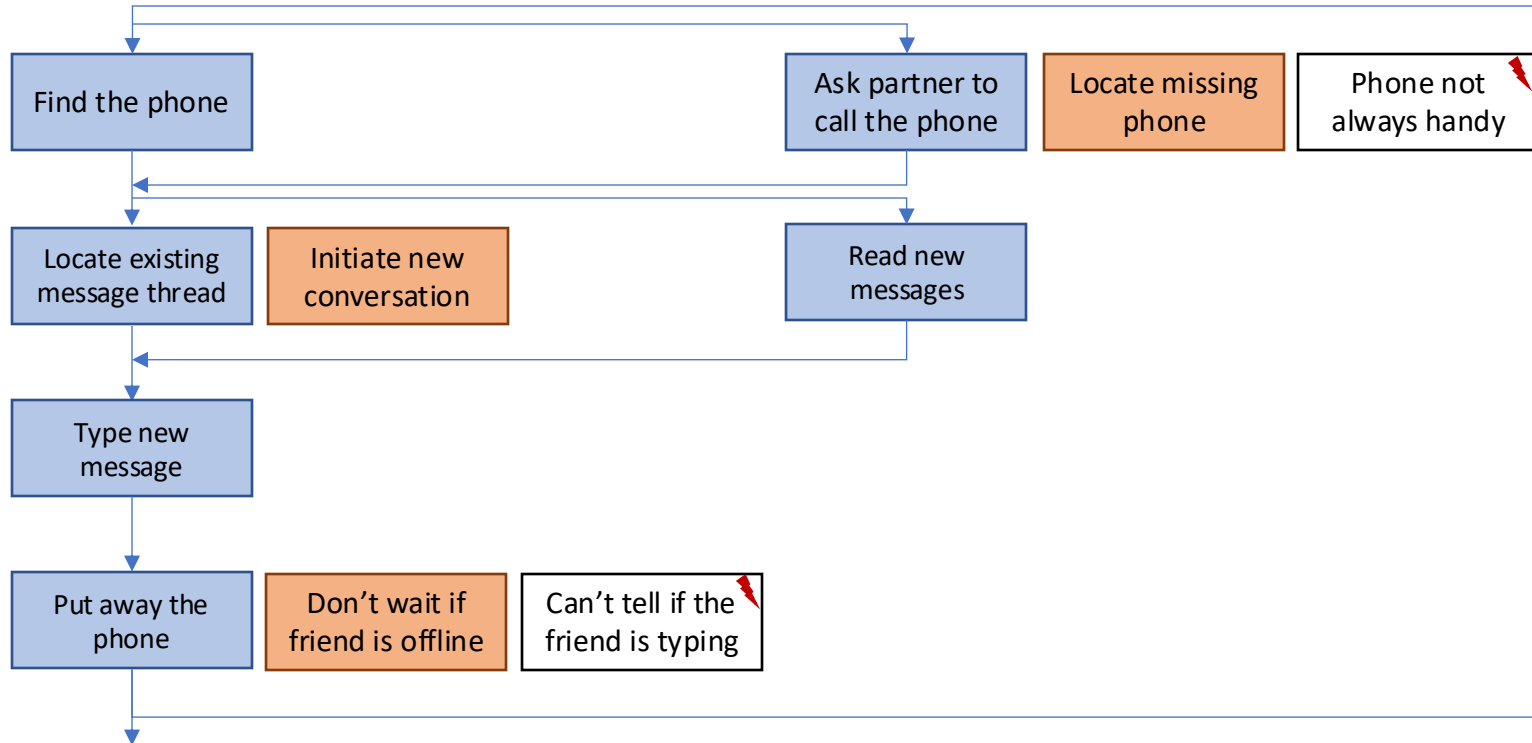 Find the phone
Ask partner to
call the phone
Locate missing
phone
Phone not
always handy
Locate existing
message thread
Initiate new
conversation
Read new
messages
Type new
message
Put away the
phone
Don’t wait if
friend is offline
Can’t tell if the
friend is typing